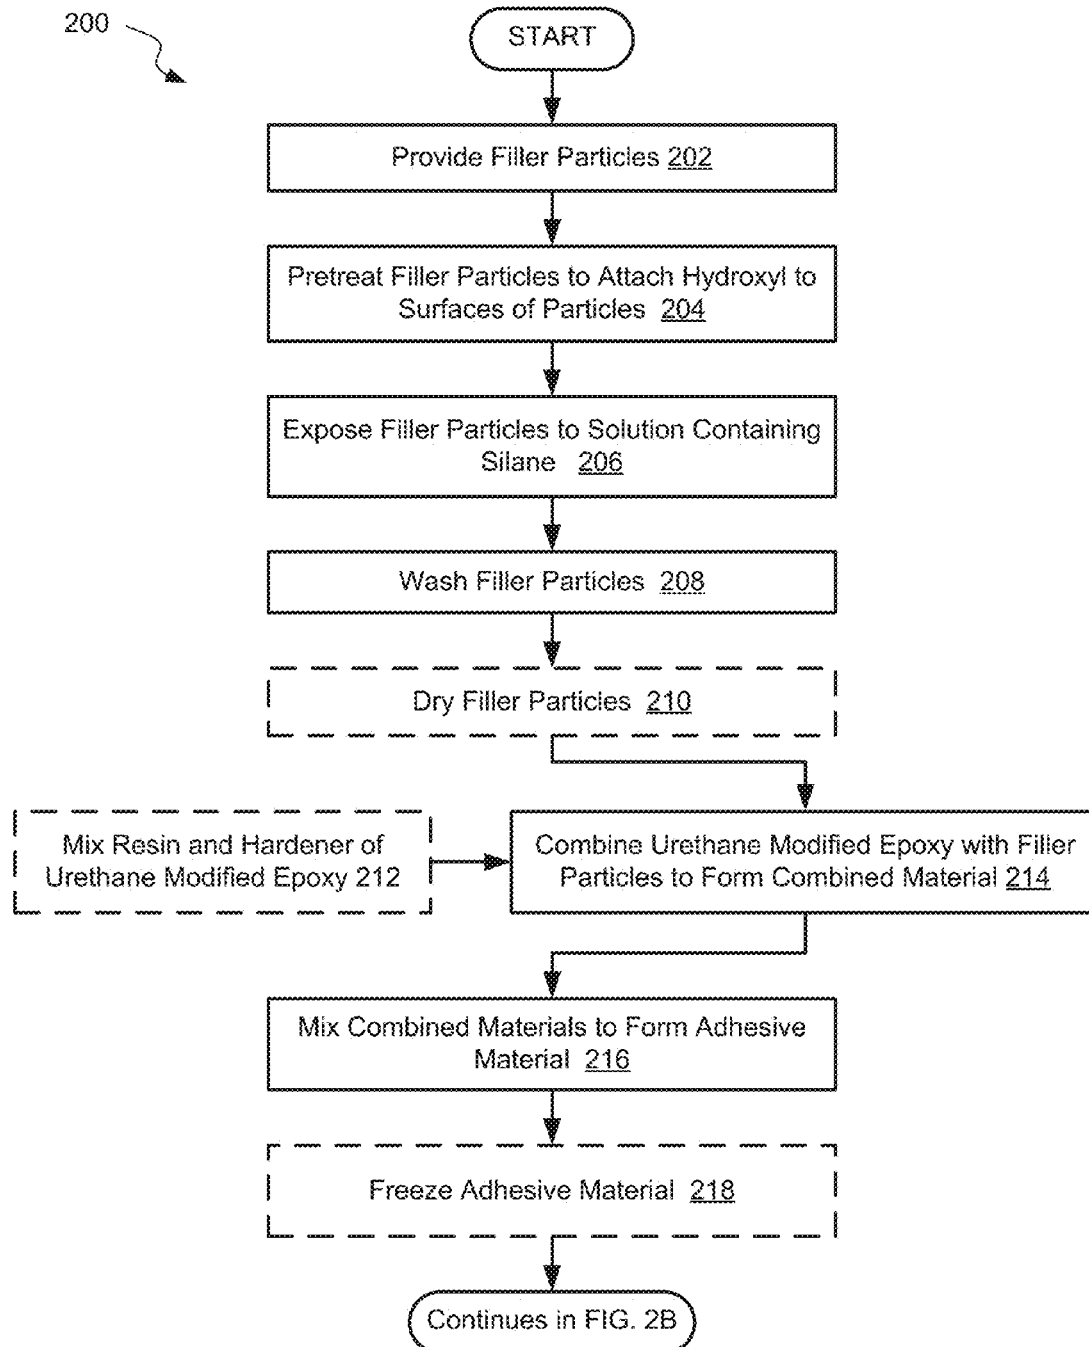 200
START
Provide Filler Particles 202
Pretreat Filler Particles to Attach Hydroxyl to
Surfaces of Particles 204
Expose Filler Particles to Solution Containing
Silane 206
Wash Filler Particles 208
Dry Filler Particles 210
Mix Resin and Hardener of
Urethane Modified Epoxy 212
Combine Urethane Modified Epoxy with Filler
Particles to Form Combined Material 214
Mix Combined Materials to Form Adhesive
Material 216
Freeze Adhesive Material 218
Continues in FIG. 2B